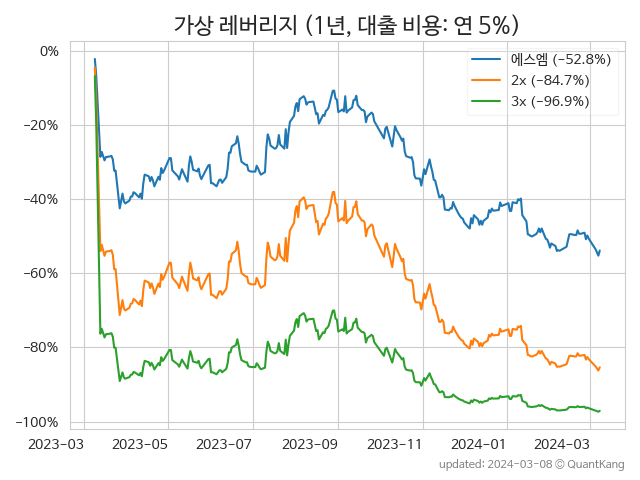 가상 레버리지 (1년, 대출 비용: 연 5%)
에스엠 (−52.8%)
2x (−84.7%)
3x (−96.9%)
0%
−20%
−40%
−60%
−80%
−100%
2023-03 2023-05 2023-07 2023-09 2023-11 2024-01 2024-03
updated: 2024-03-08 © QuantKang